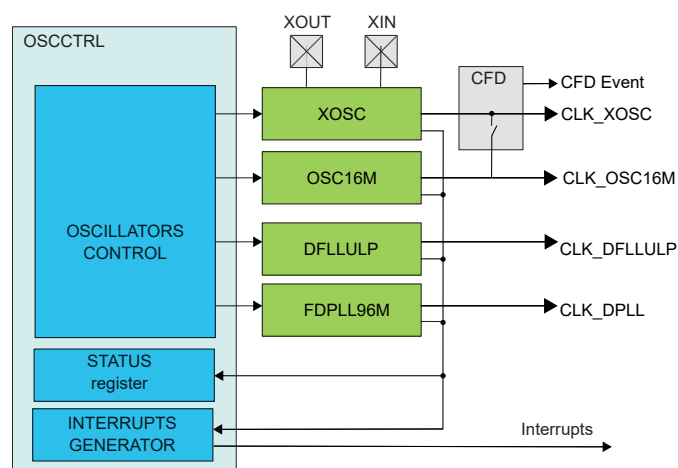 XOUT
XIN
OSCCTRL
CFD
CFD Event
XOSC
CLK_XOSC
OSC16M
CLK_OSC16M
OSCILLATORS
CONTROL
DFLLULP
CLK_DFLLULP
FDPLL96M
CLK_DPLL
STATUS
register
INTERRUPTS
GENERATOR
Interrupts